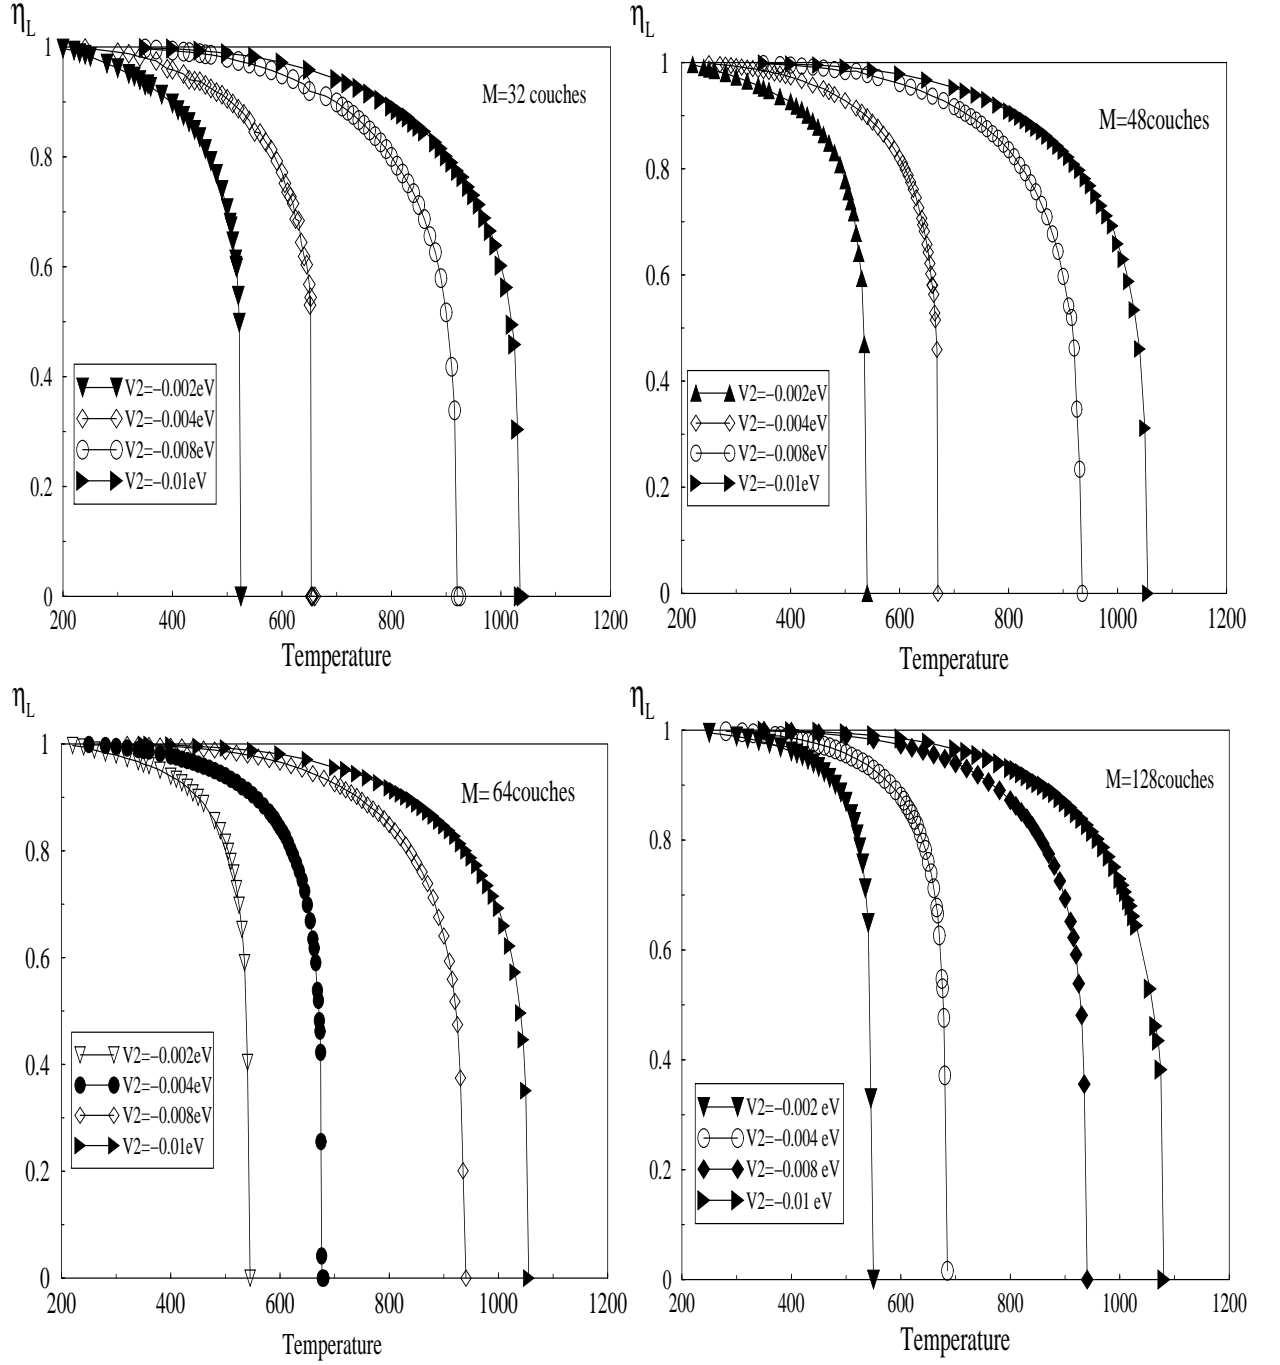 η_L
1
0.8
0.6
0.4
0.2
0
200 400 600 800 1000 1200
Temperature
M=32 couches
V2=−0.002eV
V2=−0.004eV
V2=−0.008eV
V2=−0.01eV
η_L
1
0.8
0.6
0.4
0.2
0
200 400 600 800 1000 1200
Temperature
M=48couches
V2=−0.002eV
V2=−0.004eV
V2=−0.008eV
V2=−0.01eV
η_L
1
0.8
0.6
0.4
0.2
0
200 400 600 800 1000 1200
Temperature
M= 64couches
V2=−0.002eV
V2=−0.004eV
V2=−0.008eV
V2=−0.01eV
η_L
1
0.8
0.6
0.4
0.2
0
200 400 600 800 1000 1200
Temperature
M=128couches
V2=−0.002 eV
V2=−0.004 eV
V2=−0.008 eV
V2=−0.01 eV